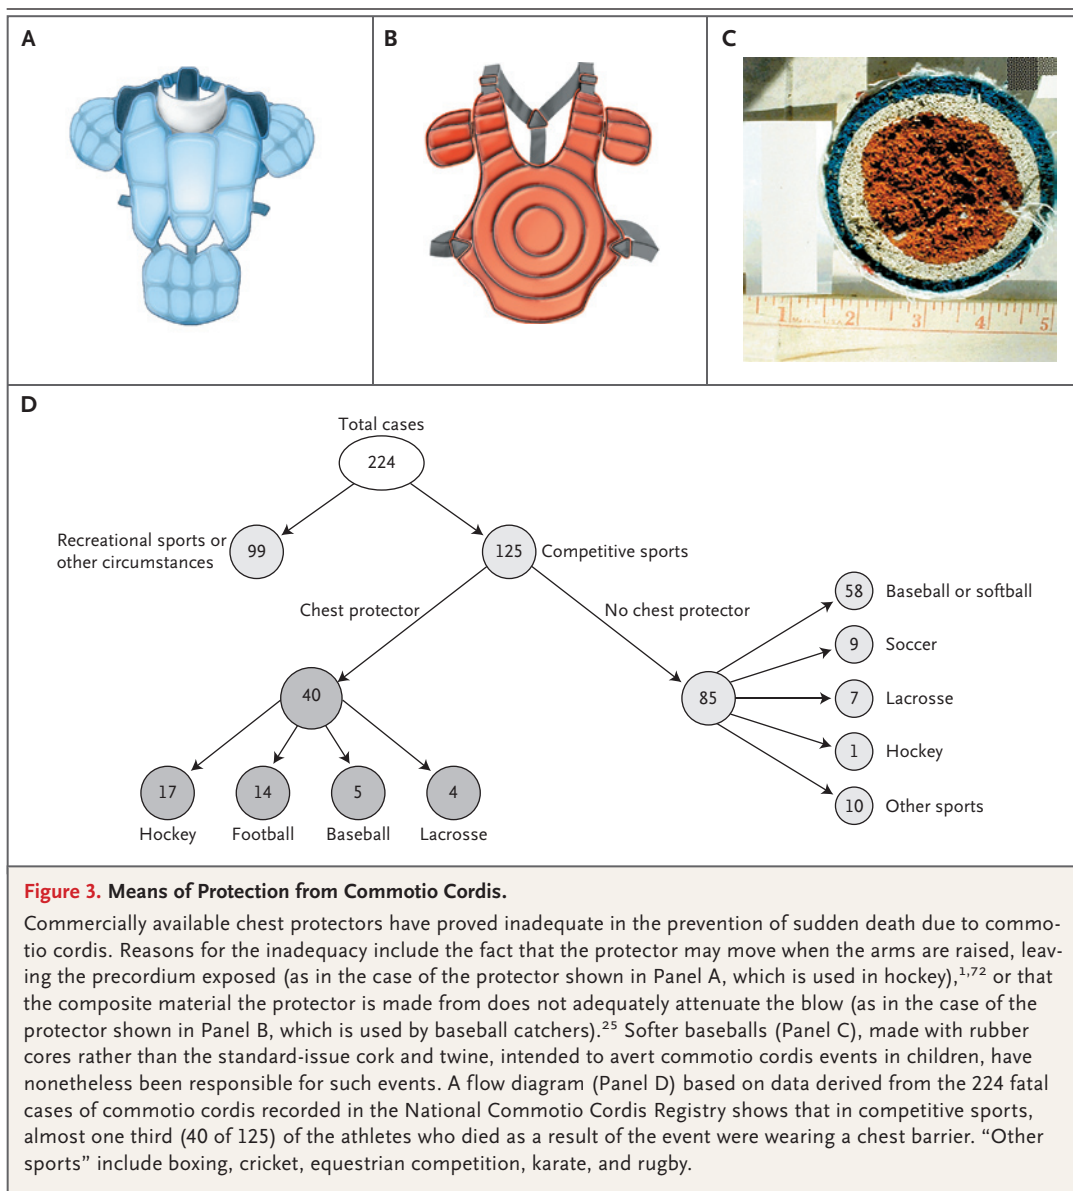 A
B
C
1 2 3 4 5
MADE IN U.S.A.
D
Total cases
224
Recreational sports or
other circumstances
99
125
Competitive sports
Chest protector
No chest protector
40
85
58
Baseball or softball
9
Soccer
7
Lacrosse
1
Hockey
10
Other sports
17
14
5
4
Hockey
Football
Baseball
Lacrosse
Figure 3. Means of Protection from Commotio Cordis.
Commercially available chest protectors have proved inadequate in the prevention of sudden death due to commo-
tio cordis. Reasons for the inadequacy include the fact that the protector may move when the arms are raised, leav-
ing the precordium exposed (as in the case of the protector shown in Panel A, which is used in hockey),1,72 or that
the composite material the protector is made from does not adequately attenuate the blow (as in the case of the
protector shown in Panel B, which is used by baseball catchers).25 Softer baseballs (Panel C), made with rubber
cores rather than the standard-issue cork and twine, intended to avert commotio cordis events in children, have
nonetheless been responsible for such events. A flow diagram (Panel D) based on data derived from the 224 fatal
cases of commotio cordis recorded in the National Commotio Cordis Registry shows that in competitive sports,
almost one third (40 of 125) of the athletes who died as a result of the event were wearing a chest barrier. “Other
sports” include boxing, cricket, equestrian competition, karate, and rugby.